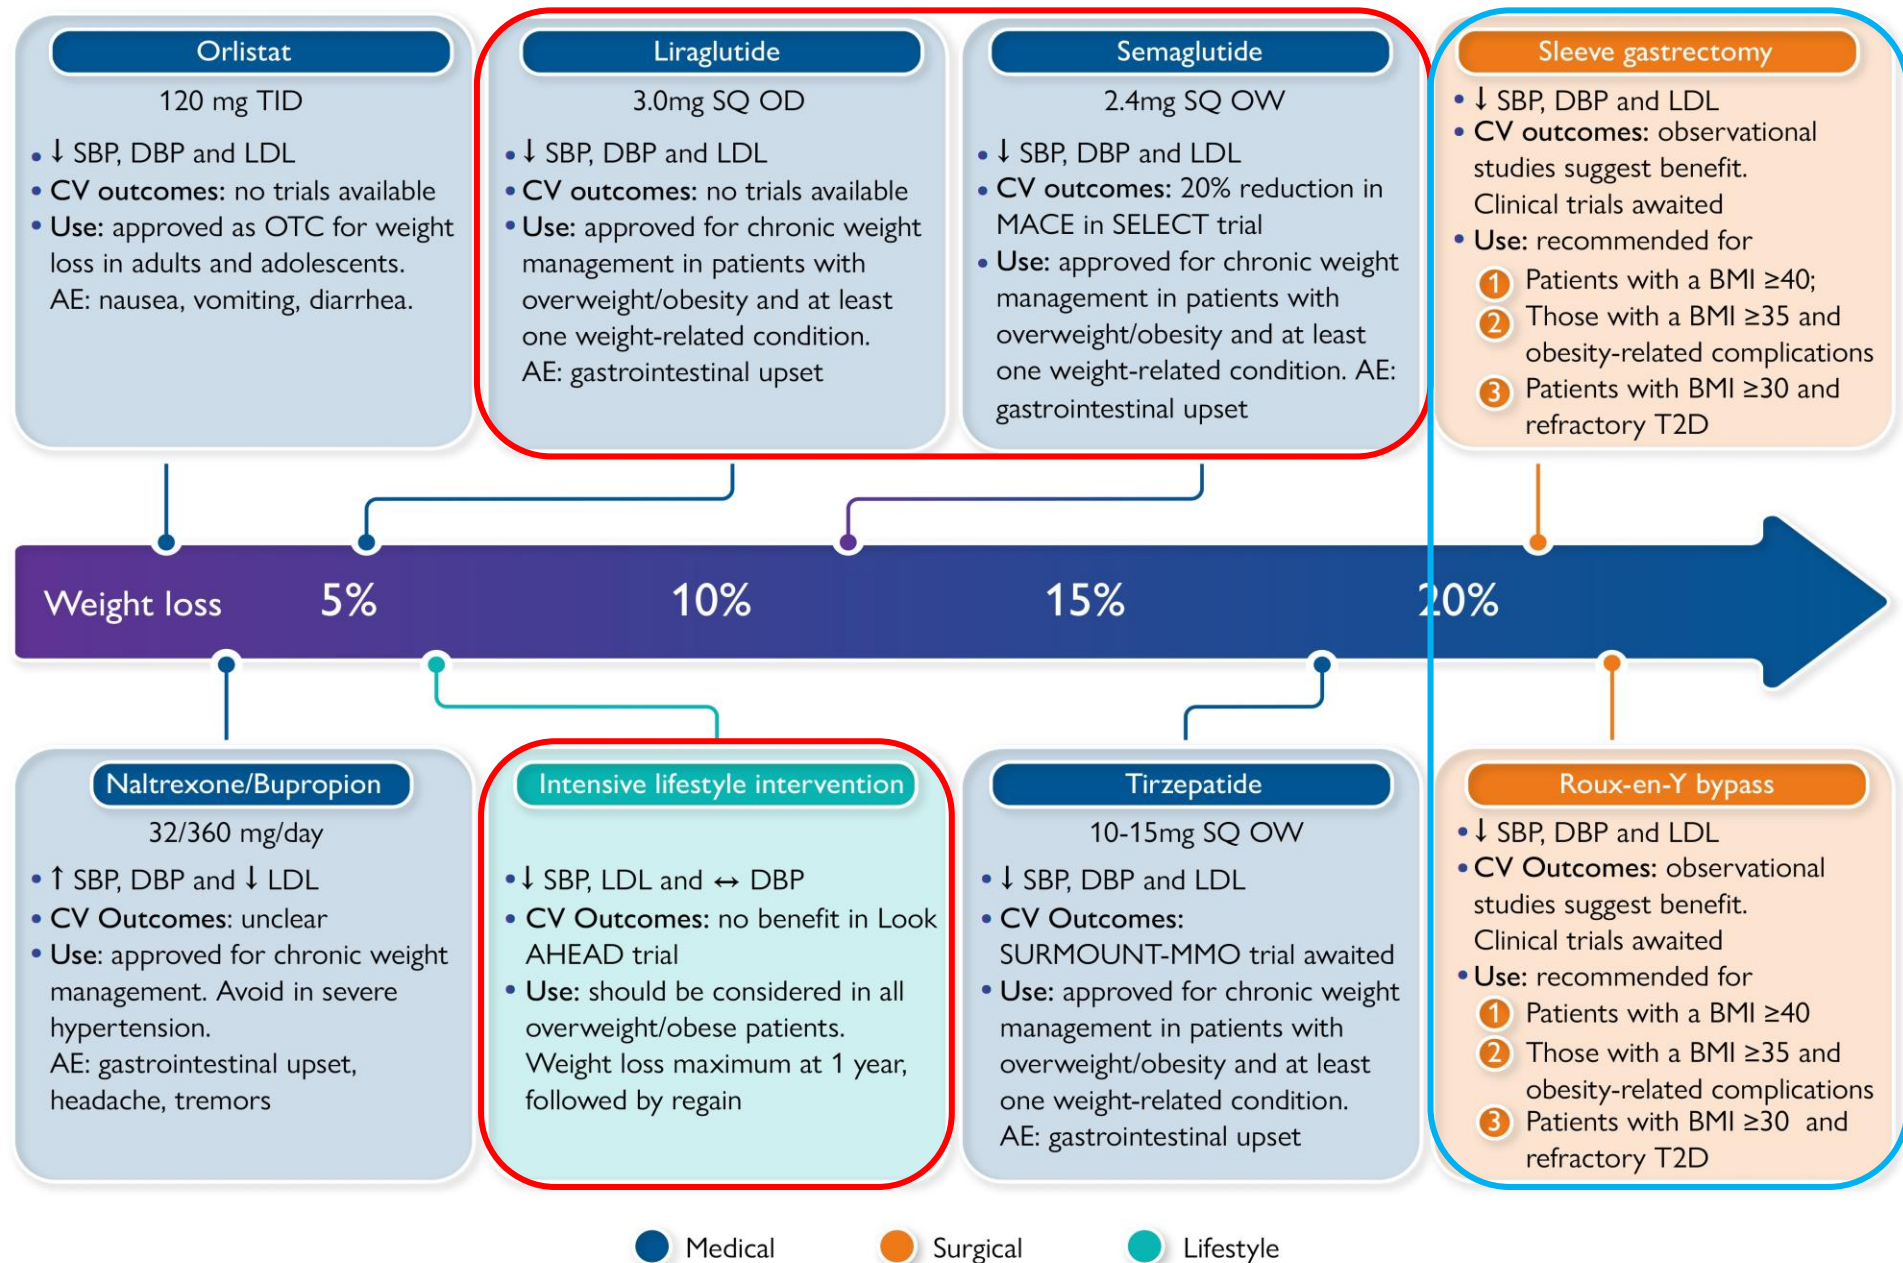 Orlistat
120 mg TID
• ↓ SBP, DBP and LDL
• CV outcomes: no trials available
• Use: approved as OTC for weight
loss in adults and adolescents.
AE: nausea, vomiting, diarrhea.
Liraglutide
3.0mg SQ OD
• ↓ SBP, DBP and LDL
• CV outcomes: no trials available
• Use: approved for chronic weight
management in patients with
overweight/obesity and at least
one weight-related condition.
AE: gastrointestinal upset
Semaglutide
2.4mg SQ OW
• ↓ SBP, DBP and LDL
• CV outcomes: 20% reduction in
MACE in SELECT trial
• Use: approved for chronic weight
management in patients with
overweight/obesity and at least
one weight-related condition. AE:
gastrointestinal upset
Sleeve gastrectomy
• ↓ SBP, DBP and LDL
• CV outcomes: observational
studies suggest benefit.
Clinical trials awaited
• Use: recommended for
1 Patients with a BMI ≥40;
2 Those with a BMI ≥35 and
obesity-related complications
3 Patients with BMI ≥30 and
refractory T2D
Weight loss 5% 10% 15% 20%
Naltrexone/Bupropion
32/360 mg/day
• ↑ SBP, DBP and ↓ LDL
• CV Outcomes: unclear
• Use: approved for chronic weight
management. Avoid in severe
hypertension.
AE: gastrointestinal upset,
headache, tremors
Intensive lifestyle intervention
• ↓ SBP, LDL and ↔ DBP
• CV Outcomes: no benefit in Look
AHEAD trial
• Use: should be considered in all
overweight/obese patients.
Weight loss maximum at 1 year,
followed by regain
Tirzepatide
10-15mg SQ OW
• ↓ SBP, DBP and LDL
• CV Outcomes:
SURMOUNT-MMO trial awaited
• Use: approved for chronic weight
management in patients with
overweight/obesity and at least
one weight-related condition.
AE: gastrointestinal upset
Roux-en-Y bypass
• ↓ SBP, DBP and LDL
• CV Outcomes: observational
studies suggest benefit.
Clinical trials awaited
• Use: recommended for
1 Patients with a BMI ≥40
2 Those with a BMI ≥35 and
obesity-related complications
3 Patients with BMI ≥30 and
refractory T2D
Medical Surgical Lifestyle